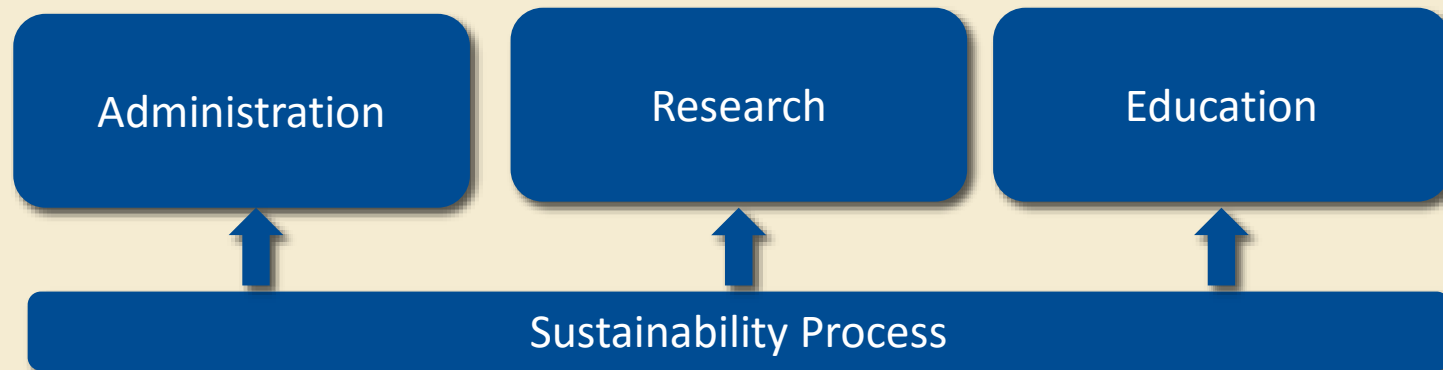 Administration
Research
Education
Sustainability Process